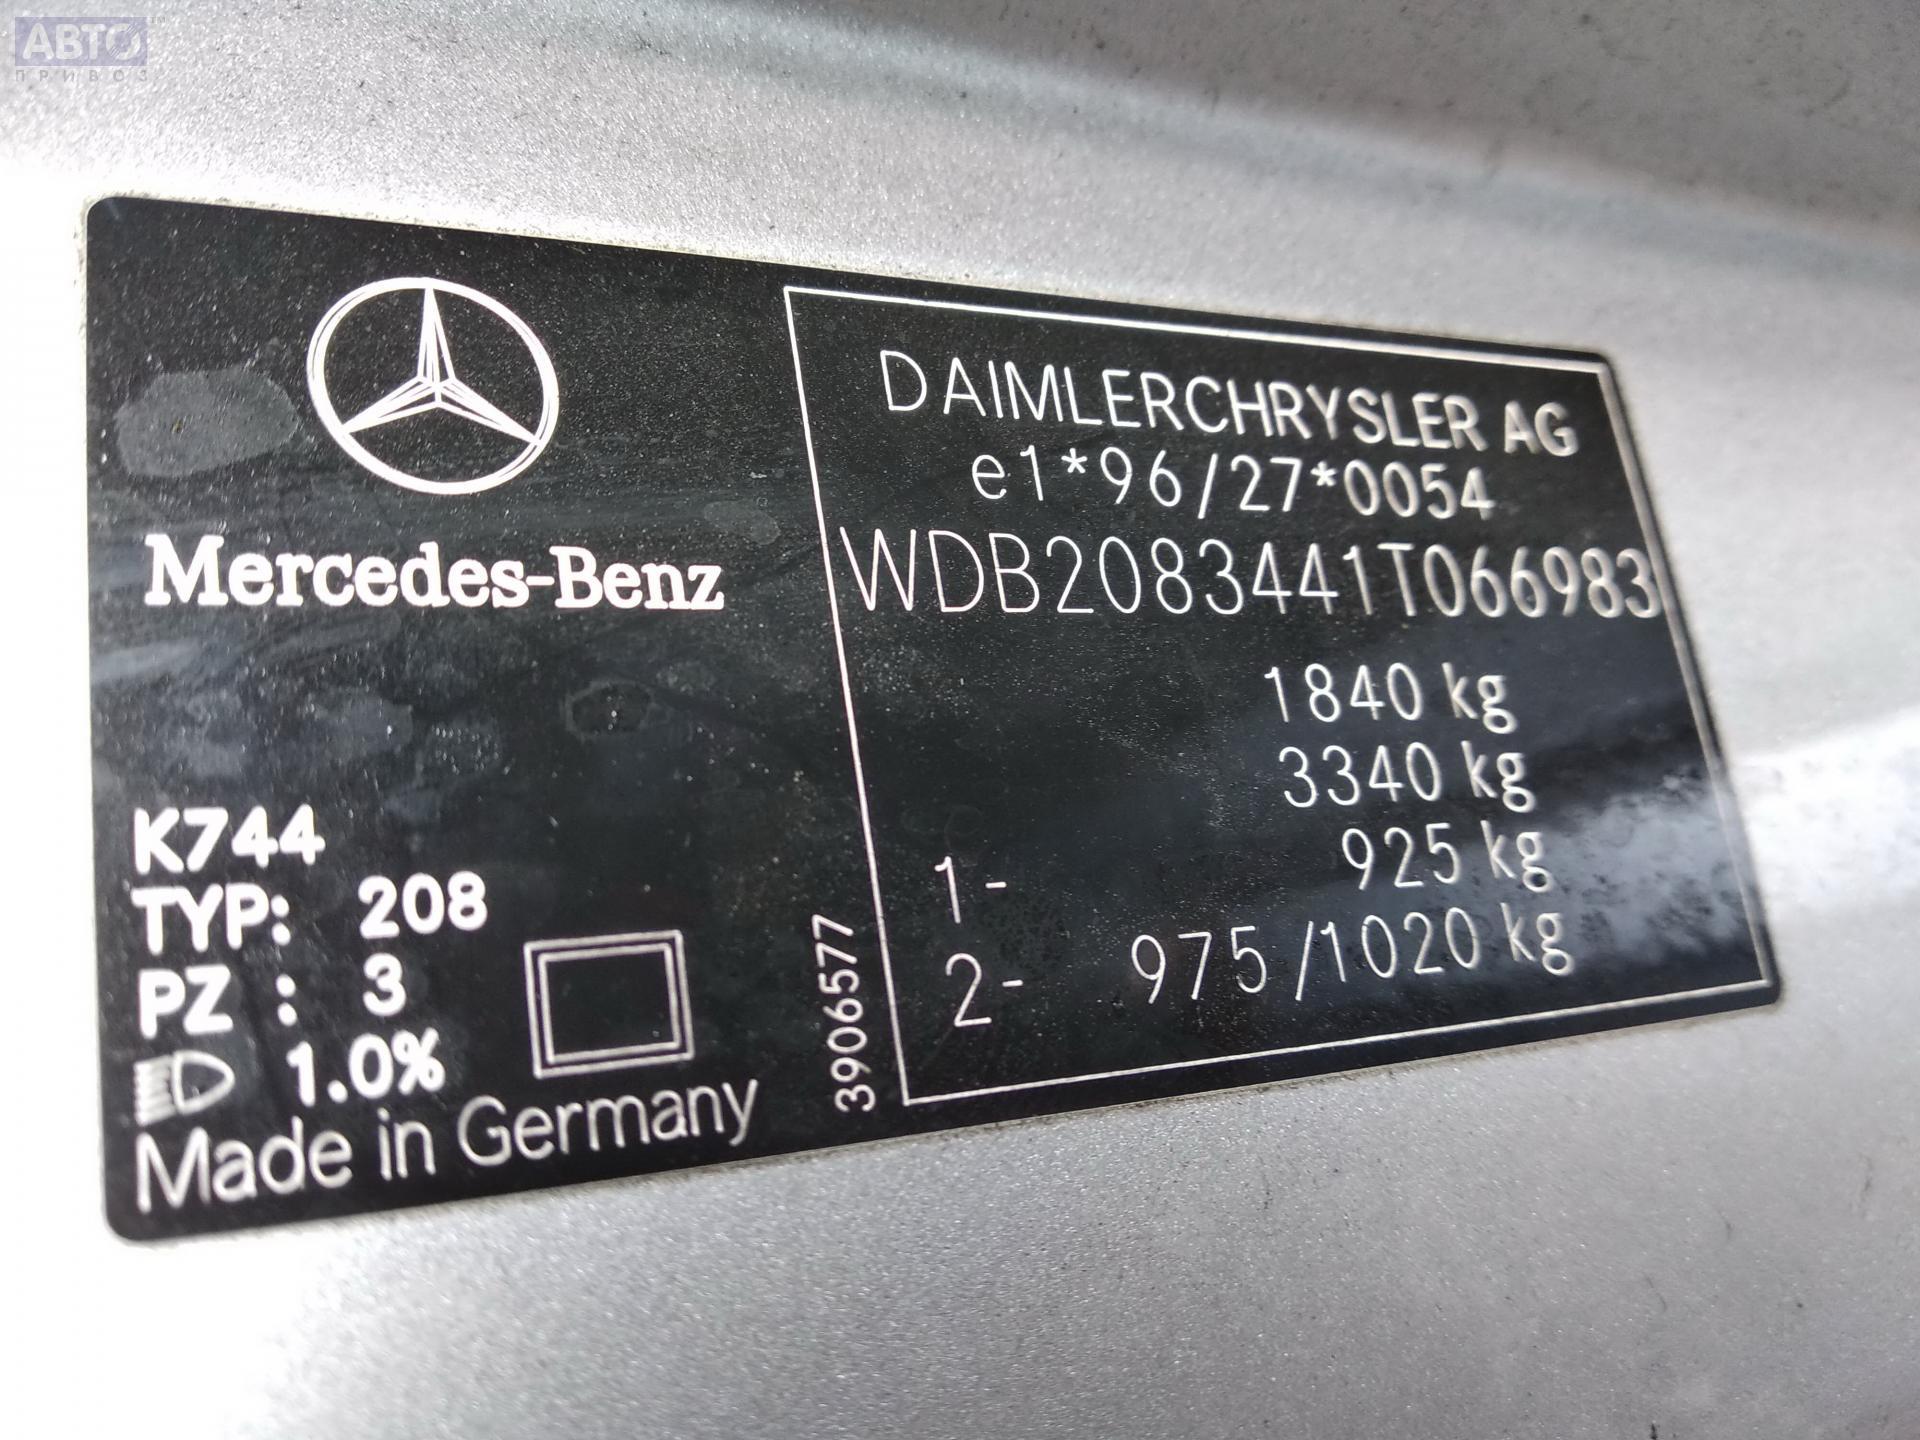 АВТО
ПРИВОЗ
Mercedes-Benz
K744
TYP: 208
PZ : 3
1.0%
Made in Germany
3906577
DAIMLERCHRYSLER AG
e1*96/27*0054
WDB2083441T066983
1840 kg
3340 kg
1- 925 kg
2- 975/1020 kg